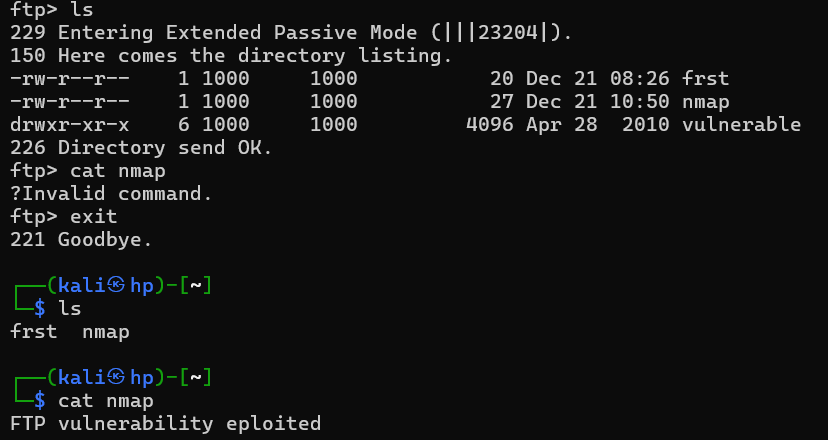 ftp> ls
229 Entering Extended Passive Mode (|||23204|).
150 Here comes the directory listing.
-rw-r--r--    1 1000     1000           20 Dec 21 08:26 frst
-rw-r--r--    1 1000     1000           27 Dec 21 10:50 nmap
drwxr-xr-x    6 1000     1000         4096 Apr 28  2010 vulnerable
226 Directory send OK.
ftp> cat nmap
?Invalid command.
ftp> exit
221 Goodbye.
┌──(kali㉿hp)-[~]
└─$ ls
frst  nmap
┌──(kali㉿hp)-[~]
└─$ cat nmap
FTP vulnerability eploited